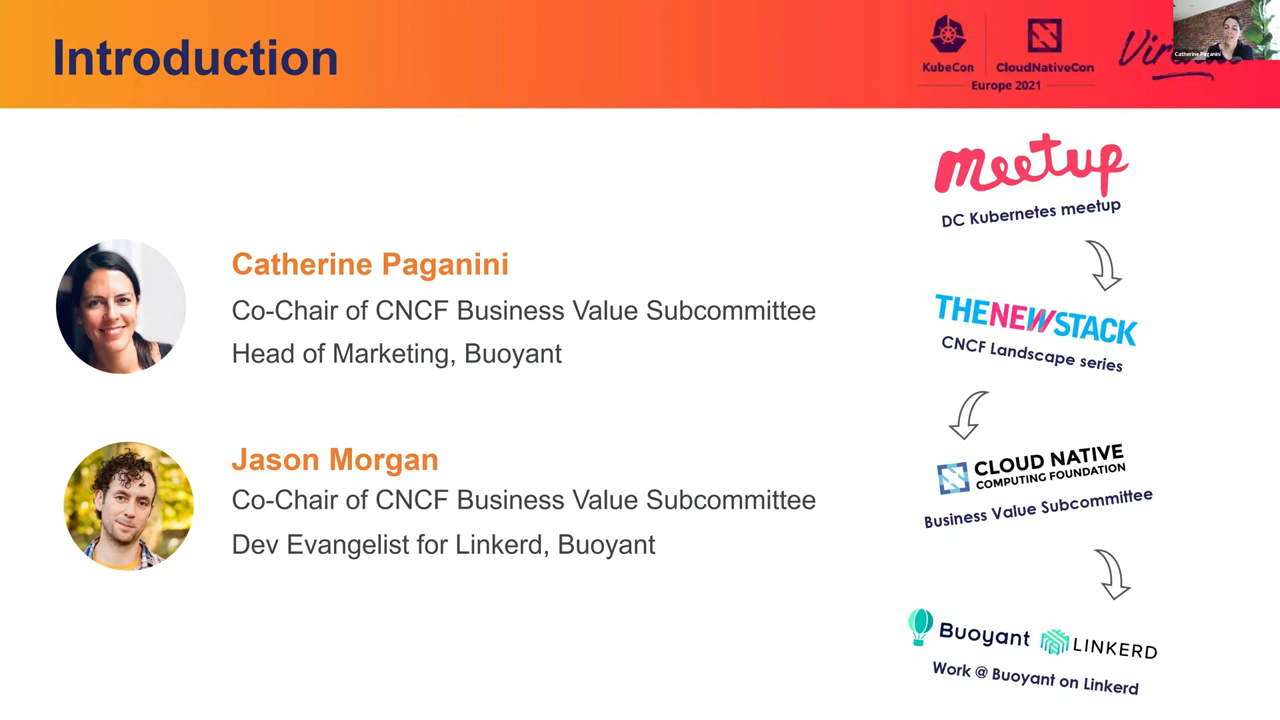 Introduction
KubeCon
CloudNativeCon
Europe 2021
Catherine Paganini
meetup
DC Kubernetes meetup
THENEWSTACK
CNCF Landscape series
Catherine Paganini
Co-Chair of CNCF Business Value Subcommittee
Head of Marketing, Buoyant
Jason Morgan
Co-Chair of CNCF Business Value Subcommittee
Dev Evangelist for Linkerd, Buoyant
CLOUD NATIVE
COMPUTING FOUNDATION
Business Value Subcommittee
Buoyant
LINKERD
Work @ Buoyant on Linkerd